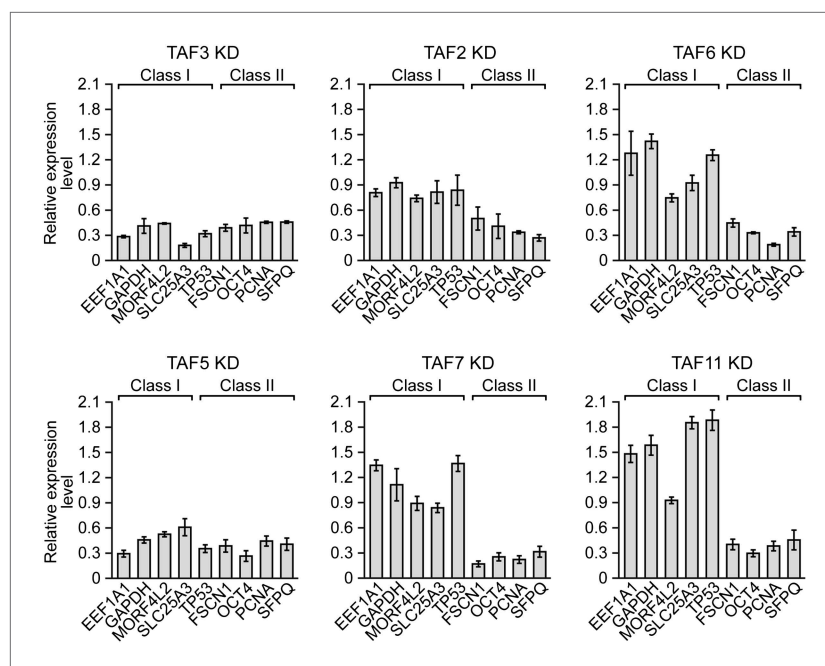 TAF3 KD
Class I Class II
Relative expression
level
2.1
1.8
1.5
1.2
0.9
0.6
0.3
0
EEF1A1
GAPDH
MORF4L2
SLC25A3
TP53
FSCN1
OCT4
PCNA
SFPQ
TAF2 KD
Class I Class II
2.1
1.8
1.5
1.2
0.9
0.6
0.3
0
EEF1A1
GAPDH
MORF4L2
SLC25A3
TP53
FSCN1
OCT4
PCNA
SFPQ
TAF6 KD
Class I Class II
2.1
1.8
1.5
1.2
0.9
0.6
0.3
0
EEF1A1
GAPDH
MORF4L2
SLC25A3
TP53
FSCN1
OCT4
PCNA
SFPQ
TAF5 KD
Class I Class II
Relative expression
level
2.1
1.8
1.5
1.2
0.9
0.6
0.3
0
EEF1A1
GAPDH
MORF4L2
SLC25A3
TP53
FSCN1
OCT4
PCNA
SFPQ
TAF7 KD
Class I Class II
2.1
1.8
1.5
1.2
0.9
0.6
0.3
0
EEF1A1
GAPDH
MORF4L2
SLC25A3
TP53
FSCN1
OCT4
PCNA
SFPQ
TAF11 KD
Class I Class II
2.1
1.8
1.5
1.2
0.9
0.6
0.3
0
EEF1A1
GAPDH
MORF4L2
SLC25A3
TP53
FSCN1
OCT4
PCNA
SFPQ